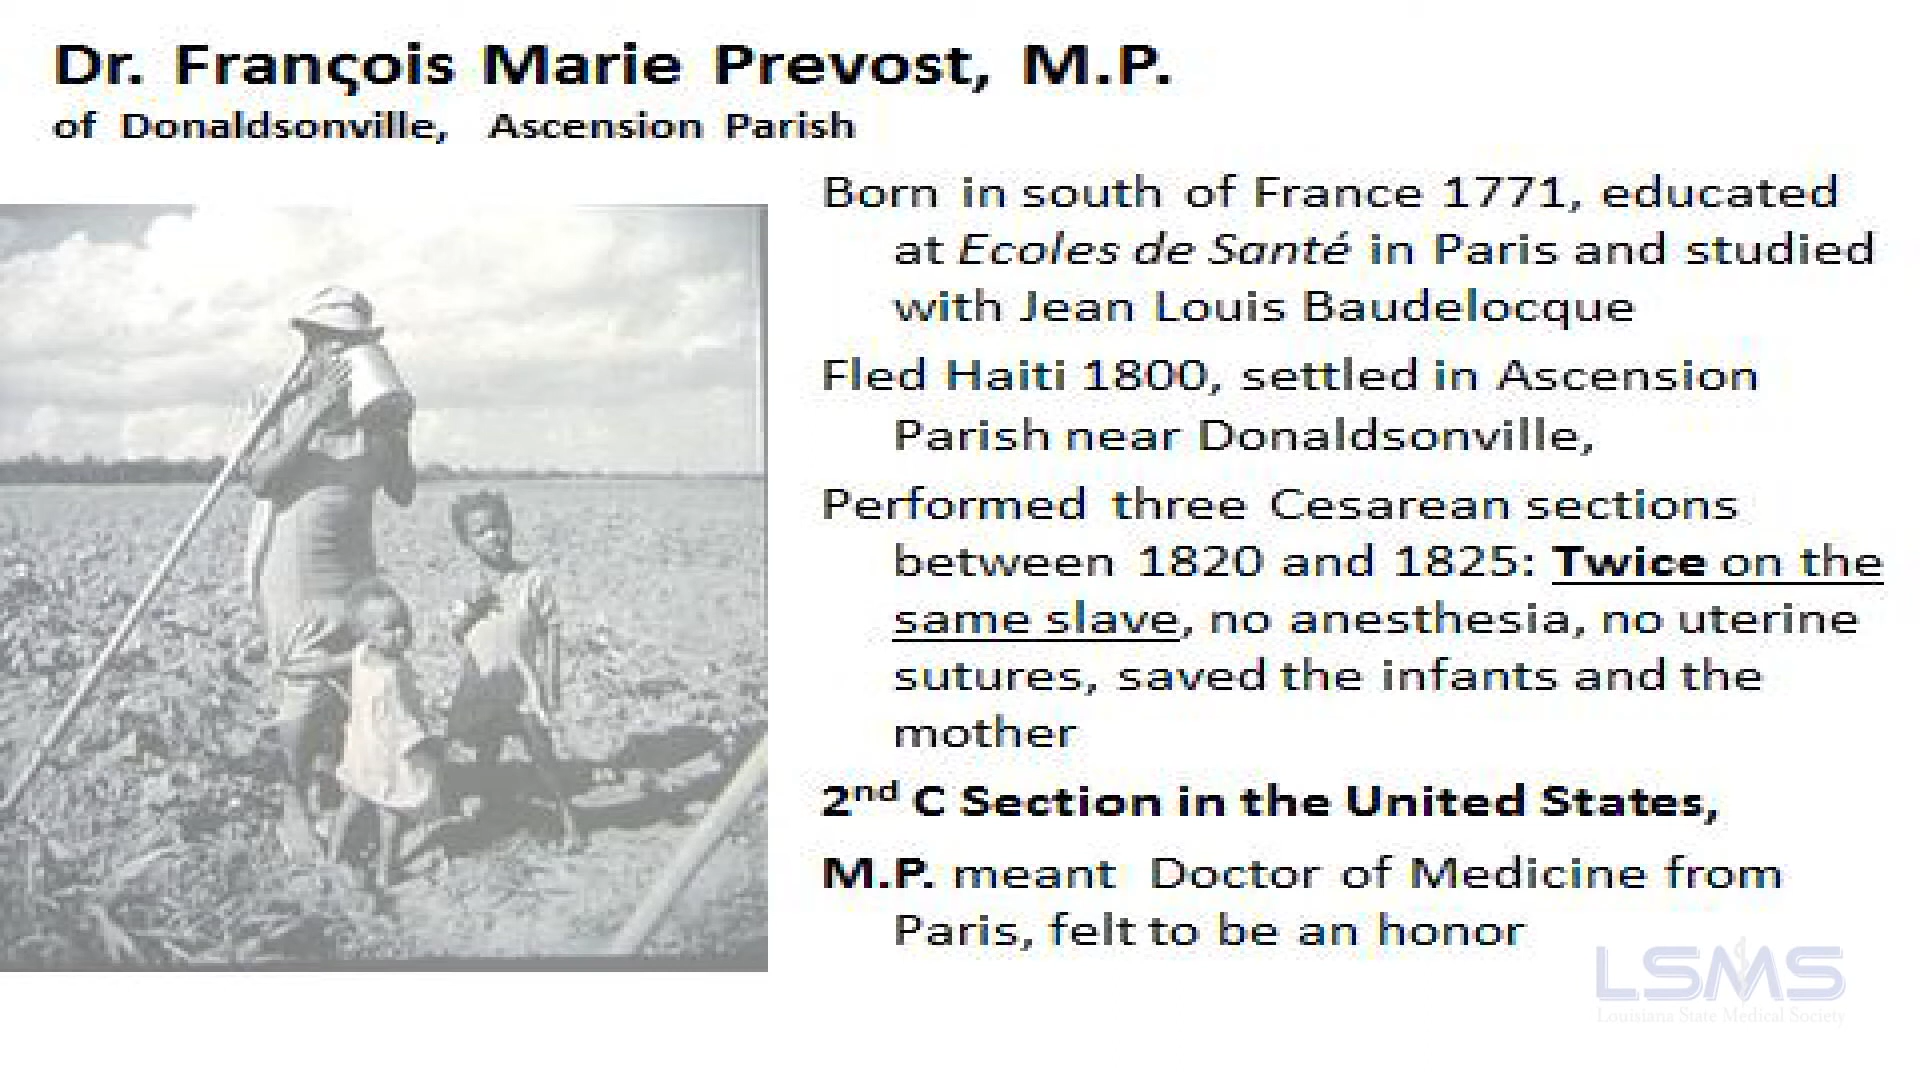 Dr. François Marie Prevost, M.P.
of Donaldsonville, Ascension Parish
Born in south of France 1771, educated
at Ecoles de Santé in Paris and studied
with Jean Louis Baudelocque
Fled Haiti 1800, settled in Ascension
Parish near Donaldsonville,
Performed three Cesarean sections
between 1820 and 1825: Twice on the
same slave, no anesthesia, no uterine
sutures, saved the infants and the
mother
2nd C Section in the United States,
M.P. meant Doctor of Medicine from
Paris, felt to be an honor
LSMS
Louisiana State Medical Society